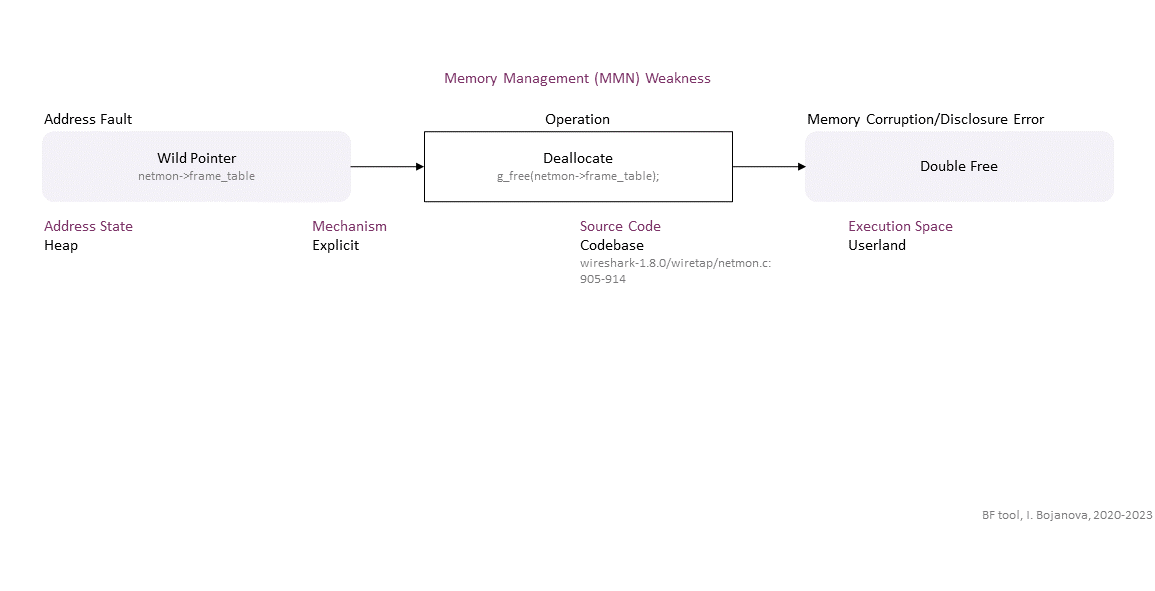 Memory Management (MMN) Weakness
Address Fault
Operation
Memory Corruption/Disclosure Error
Wild Pointer
netmon->frame_table
Deallocate
g_free(netmon->frame_table);
Double Free
Address State
Heap
Mechanism
Explicit
Source Code
Codebase
wireshark-1.8.0/wiretap/netmon.c:
905-914
Execution Space
Userland
BF tool, I. Bojanova, 2020-2023